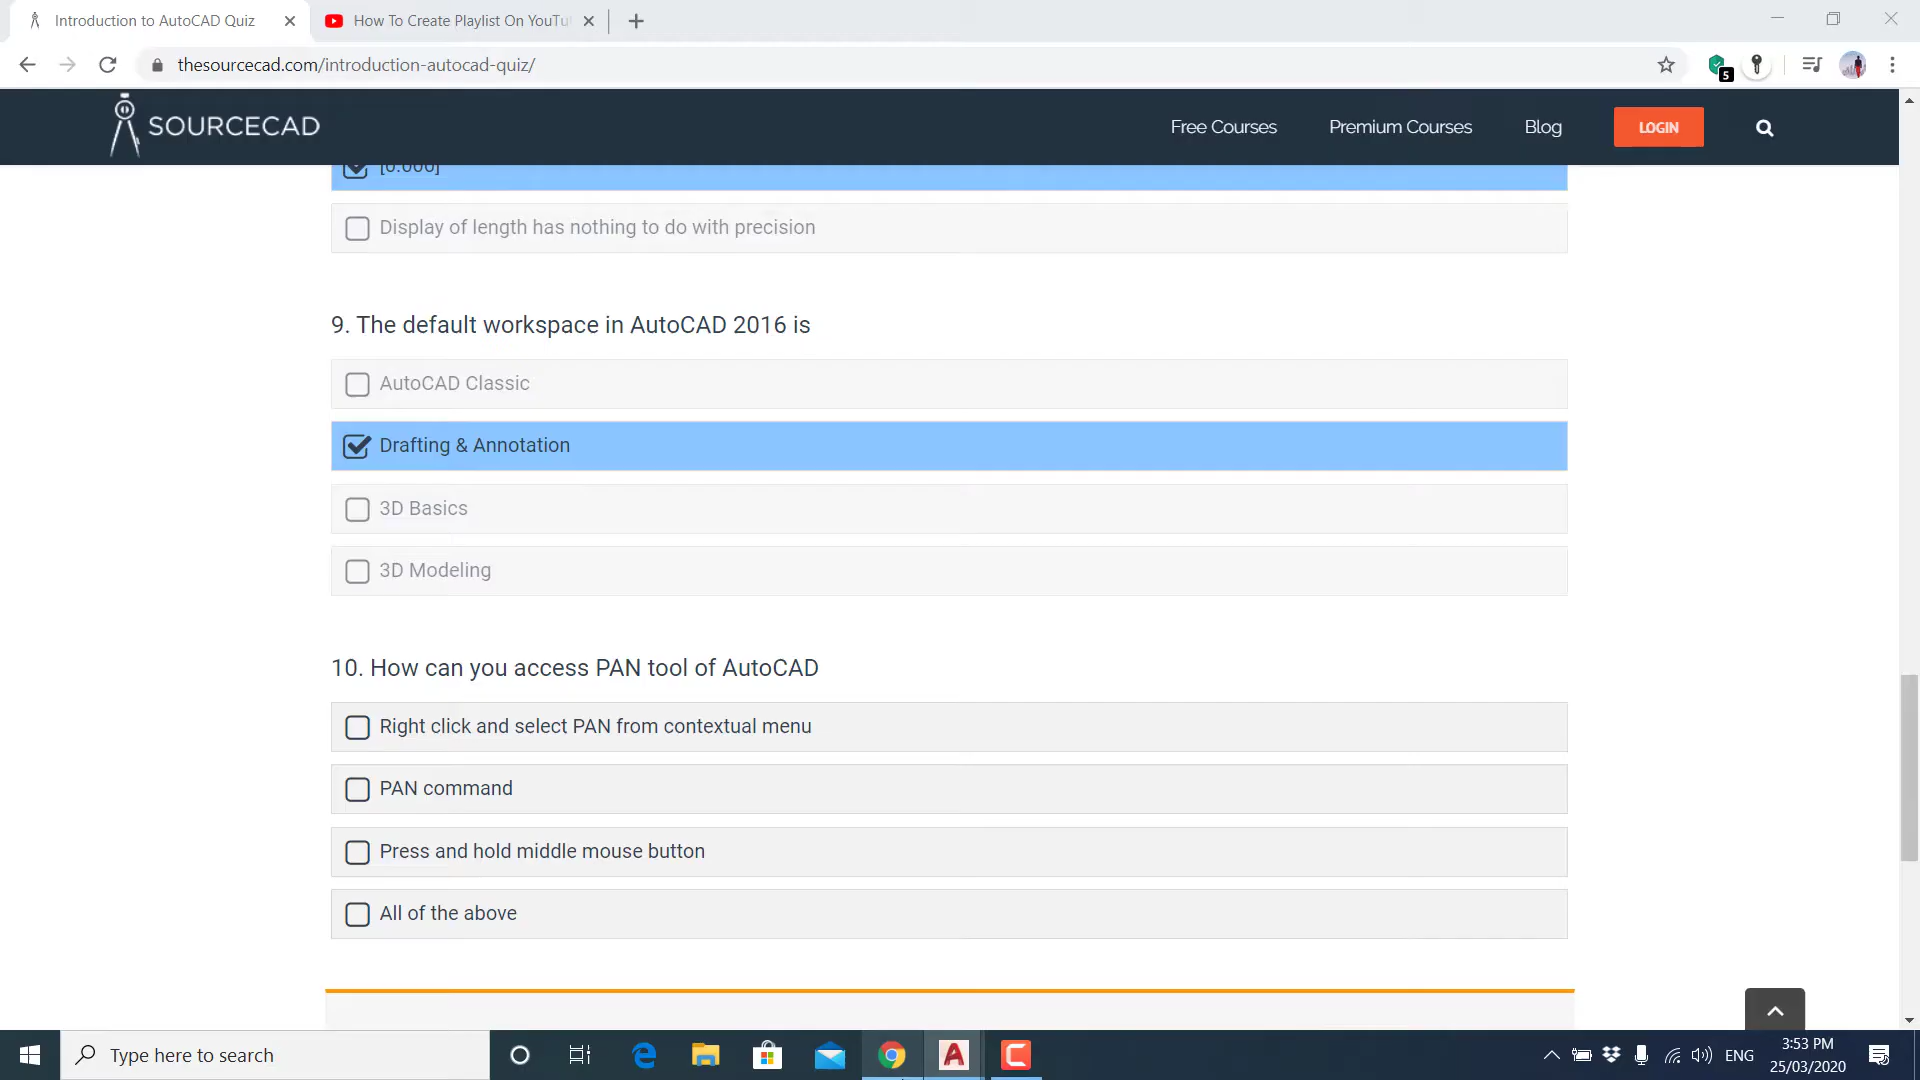 Introduction to AutoCAD Quiz
How To Create Playlist On YouTu
thesourcecad.com/introduction-autocad-quiz/
5
SOURCECAD
Free Courses
Premium Courses
Blog
LOGIN
[0.000]
Display of length has nothing to do with precision
9. The default workspace in AutoCAD 2016 is
AutoCAD Classic
Drafting & Annotation
3D Basics
3D Modeling
10. How can you access PAN tool of AutoCAD
Right click and select PAN from contextual menu
PAN command
Press and hold middle mouse button
All of the above
Type here to search
ENG
3:53 PM
25/03/2020